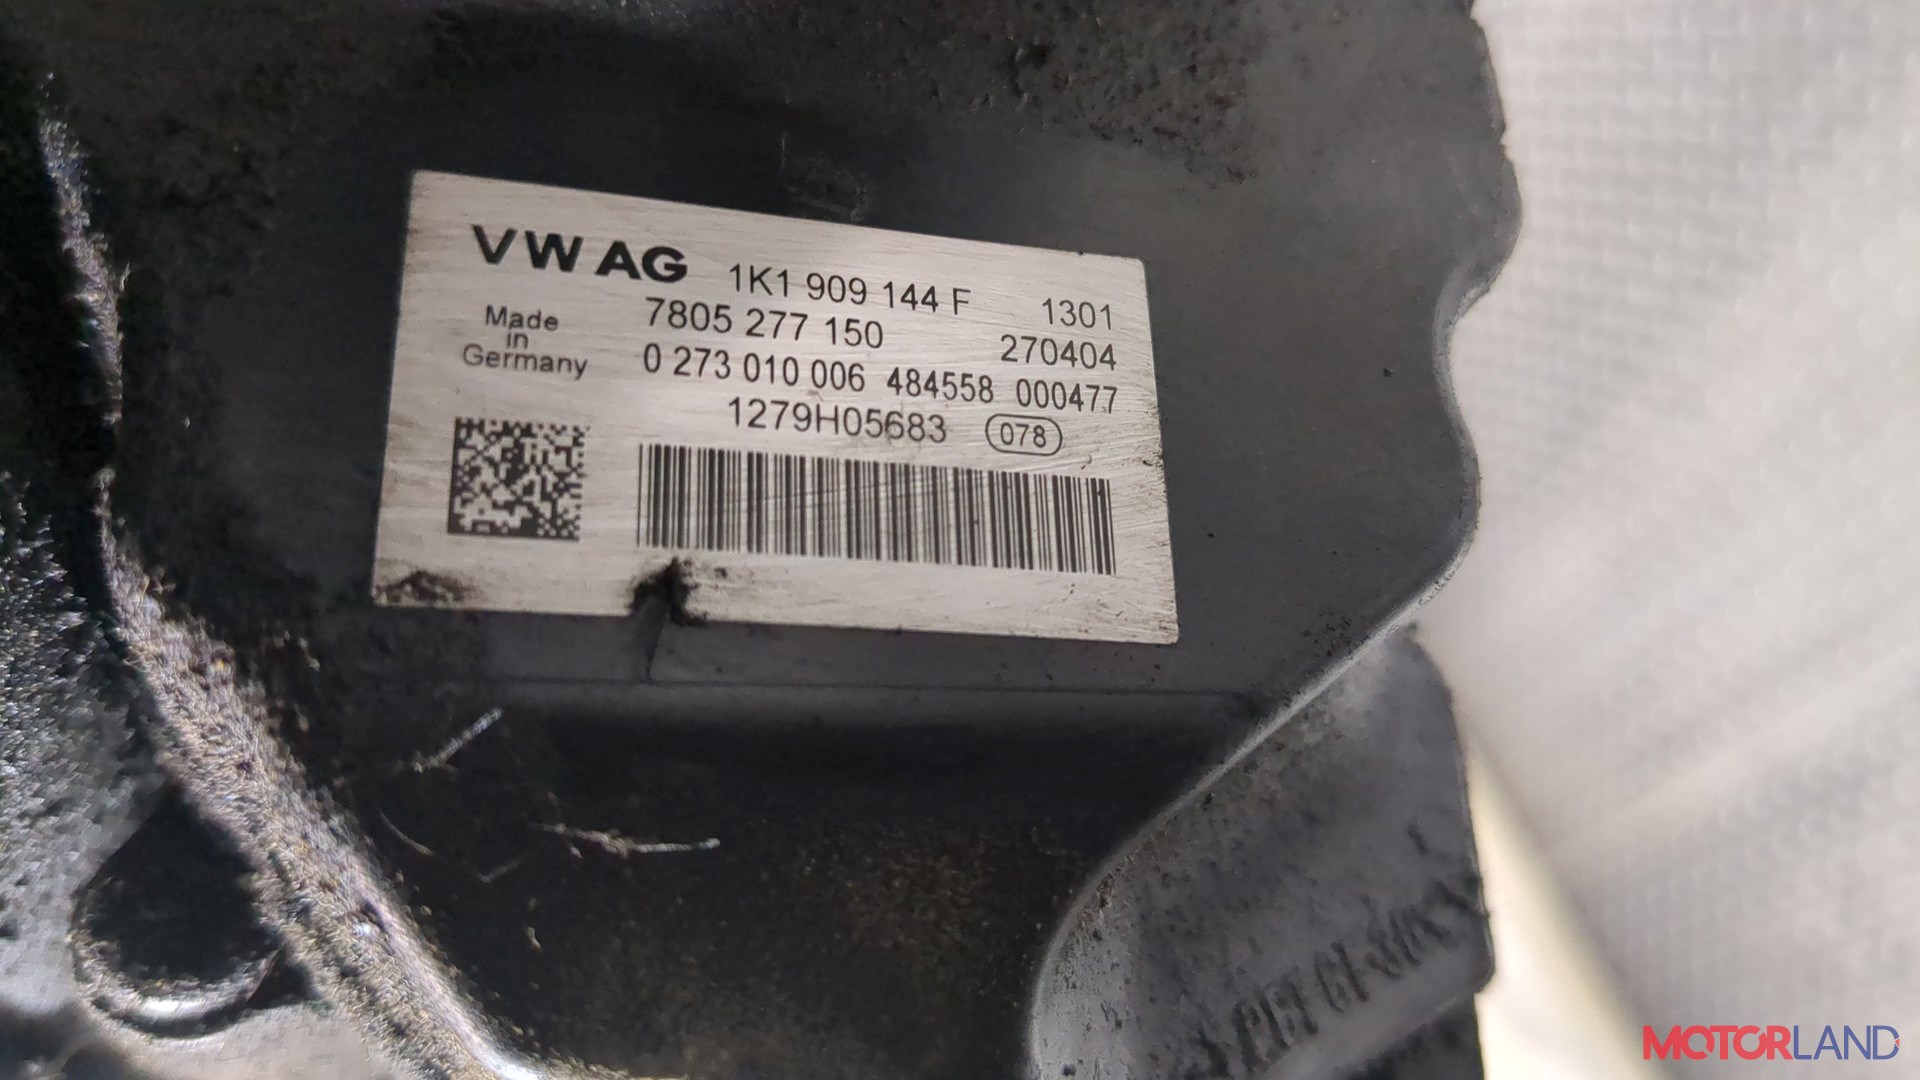 VW AG 1K1 909 144 F 1301
Made 7805 277 150 270404
in
Germany 0 273 010 006 484558 000477
1279H05683 078
MOTORLAND